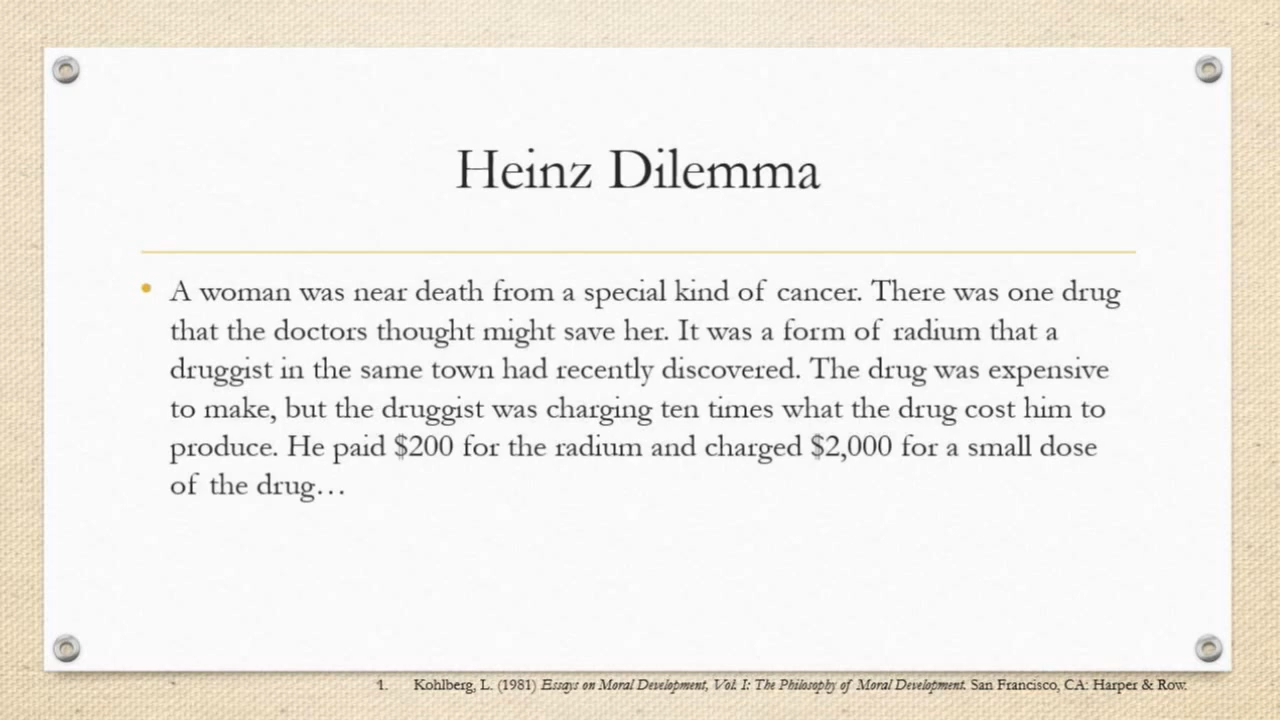 Heinz Dilemma
• A woman was near death from a special kind of cancer. There was one drug
that the doctors thought might save her. It was a form of radium that a
druggist in the same town had recently discovered. The drug was expensive
to make, but the druggist was charging ten times what the drug cost him to
produce. He paid $200 for the radium and charged $2,000 for a small dose
of the drug…
1. Kohlberg, L. (1981) Essays on Moral Development, Vol. I: The Philosophy of Moral Development. San Francisco, CA: Harper & Row.